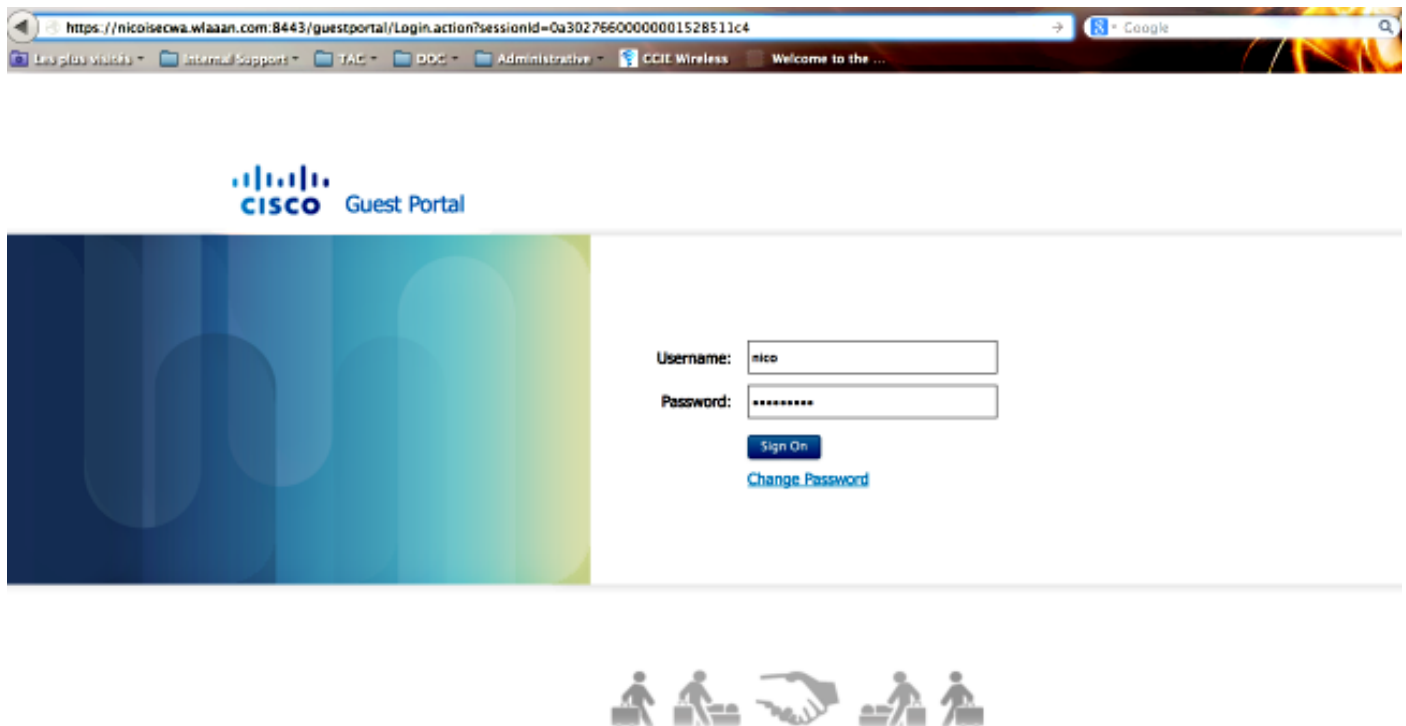 https://nicoisecwa.wlaaan.com:8443/guestportal/Login.action?sessionId=0a30276600000001528511c4
Google
Les plus visités
Internal Support
TAC
DOC
Administrative
CCIE Wireless
Welcome to the ...
CISCO Guest Portal
Username: nico
Password: •••••••••
Sign On
Change Password